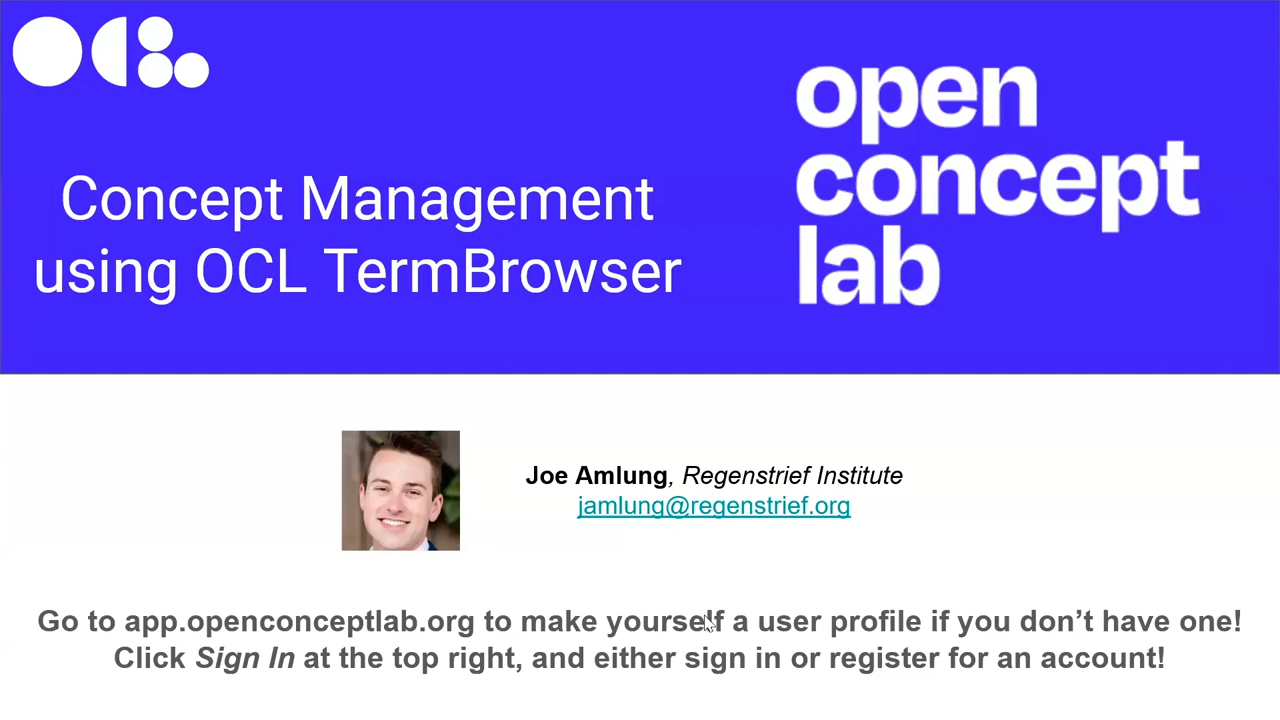 OCL
open
concept
lab
Concept Management
using OCL TermBrowser
Joe Amlung, Regenstrief Institute
jamlung@regenstrief.org
Go to app.openconceptlab.org to make yourself a user profile if you don’t have one!
Click Sign In at the top right, and either sign in or register for an account!